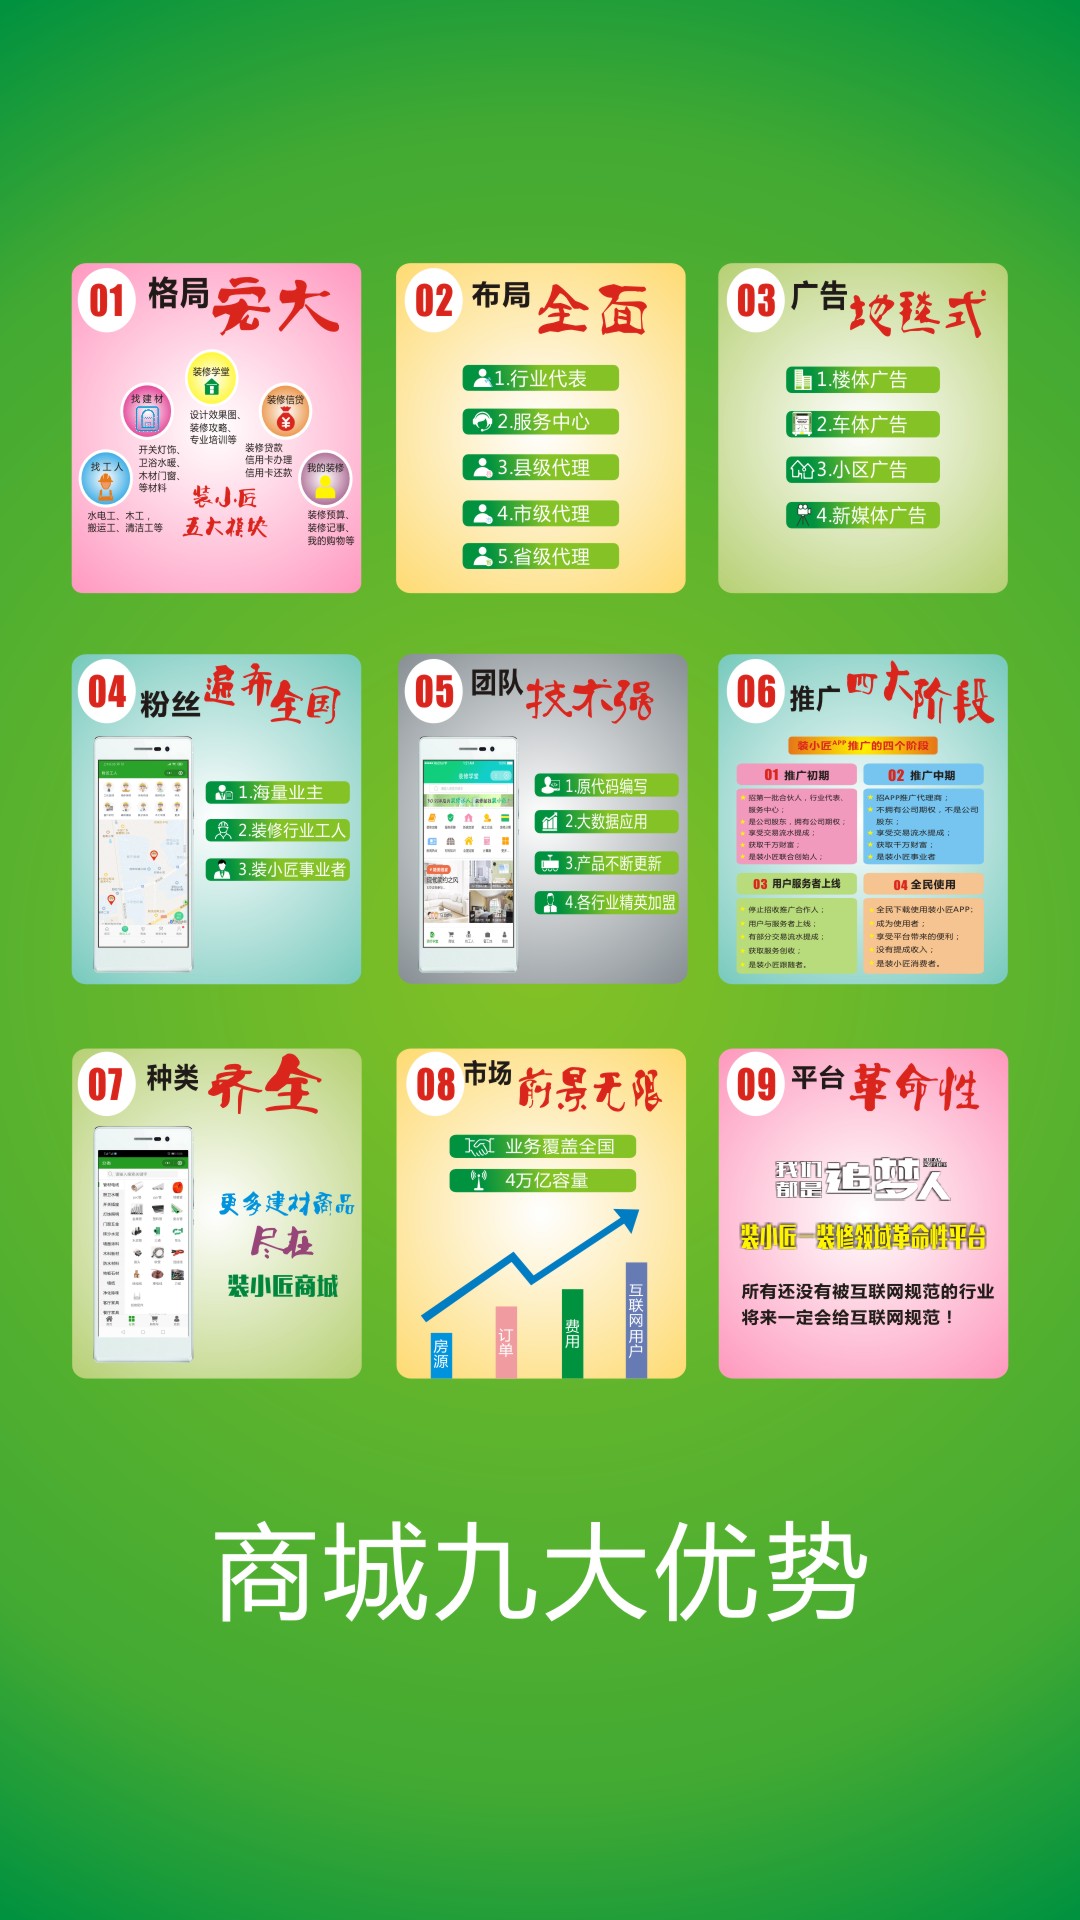 01 格局宏大
装修学堂
找建材
装修信贷
设计效果图、
装修攻略、
专业培训等
找工人
开关灯饰、
卫浴水暖、
木材门窗、
等材料
装修贷款
信用卡办理
信用卡还款
我的装修
装小匠
五大模块
水电工、木工，
搬运工、清洁工等
装修预算、
装修记事、
我的购物等
02 布局全面
1.行业代表
2.服务中心
3.县级代理
4.市级代理
5.省级代理
03 广告地毯式
1.楼体广告
2.车体广告
3.小区广告
4.新媒体广告
04 粉丝遍布全国
1.海量业主
2.装修行业工人
3.装小匠事业者
05 团队技术强
装修学堂
1.原代码编写
2.大数据应用
3.产品不断更新
4.各行业精英加盟
06 推广四大阶段
装小匠APP推广的四个阶段
01 推广初期
招第一批合伙人，行业代表、
服务中心；
是公司股东，拥有公司期权；
享受交易流水提成；
获取千万财富；
是装小匠联合创始人；
02 推广中期
招APP推广代理商；
不拥有公司期权，不是公司
股东；
享受交易流水提成；
获取千万财富；
是装小匠事业者
03 用户服务者上线
停止招收推广合作人；
用户与服务者上线；
有部分交易流水提成；
获取服务创收；
是装小匠跟随者。
04 全民使用
全民下载使用装小匠APP;
成为使用者；
享受平台带来的便利；
没有提成收入；
是装小匠消费者。
07 种类齐全
更多建材商品
尽在
装小匠商城
08 市场前景无限
业务覆盖全国
4万亿容量
房源
订单
费用
互联网用户
09 平台革命性
我们都是追梦人
装小匠—装修领域革命性平台
所有还没有被互联网规范的行业
将来一定会给互联网规范！
商城九大优势